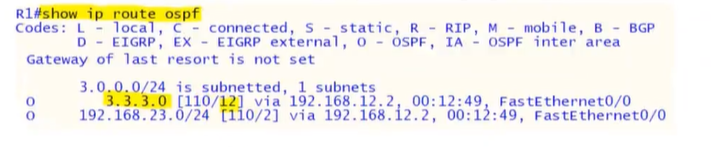 R1#show ip route ospf
Codes: L - local, C - connected, S - static, R - RIP, M - mobile, B - BGP
D - EIGRP, EX - EIGRP external, O - OSPF, IA - OSPF inter area
Gateway of last resort is not set
3.0.0.0/24 is subnetted, 1 subnets
O 3.3.3.0 [110/12] via 192.168.12.2, 00:12:49, FastEthernet0/0
O 192.168.23.0/24 [110/2] via 192.168.12.2, 00:12:49, FastEthernet0/0